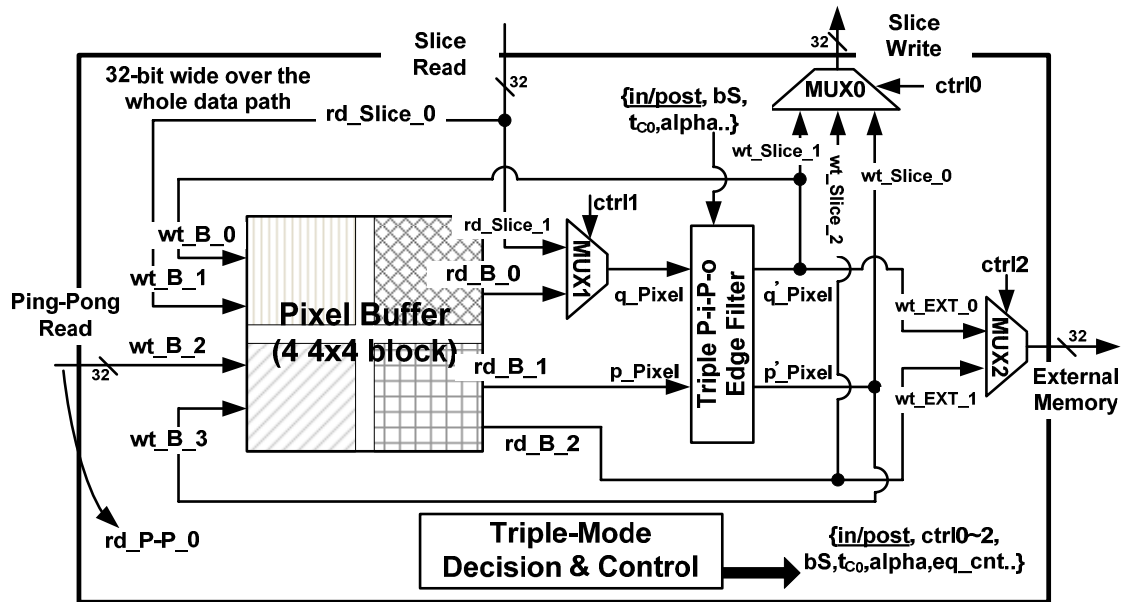 Slice
Read
32
Slice
Write
32
32-bit wide over the
whole data path
rd_Slice_0
MUX0
ctrl0
{in/post, bS,
tC0,alpha..}
wt_Slice_1
wt_Slice_2
wt_Slice_0
ctrl1
rd_Slice_1
MUX1
wt_B_0
wt_B_1
rd_B_0
q_Pixel
q'_Pixel
ctrl2
Ping-Pong
Read
32
Pixel Buffer
(4 4x4 block)
Triple P-i-P-o
Edge Filter
wt_EXT_0
MUX2
32
wt_B_2
rd_B_1
p_Pixel
p'_Pixel
wt_EXT_1
External
Memory
wt_B_3
rd_B_2
rd_P-P_0
Triple-Mode
Decision & Control
{in/post, ctrl0~2,
bS,tC0,alpha,eq_cnt..}